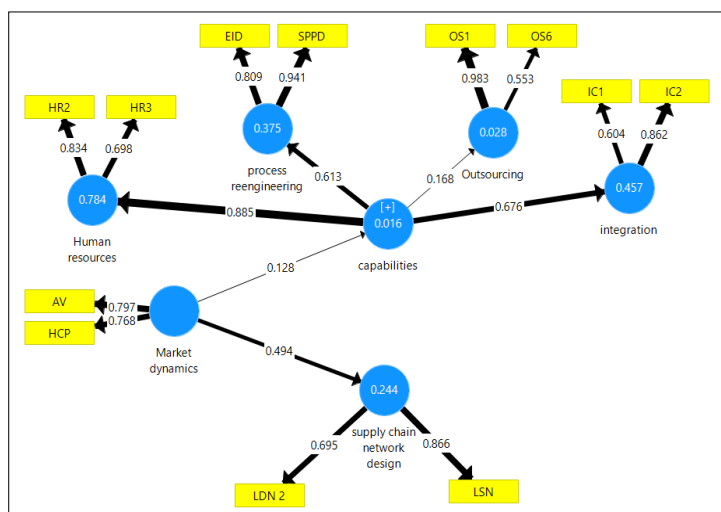 EID
SPPD
OS1
OS6
0.809
0.941
0.983
0.553
IC1
IC2
HR2
HR3
0.375
0.028
0.604
0.862
0.834
0.698
process
reengineering
Outsourcing
0.168
0.613
0.784
0.457
[+]
0.016
0.885
0.676
Human
resources
integration
capabilities
0.128
AV
0.797
HCP
0.768
Market
dynamics
0.494
0.244
supply chain
network
design
0.695
0.866
LDN 2
LSN